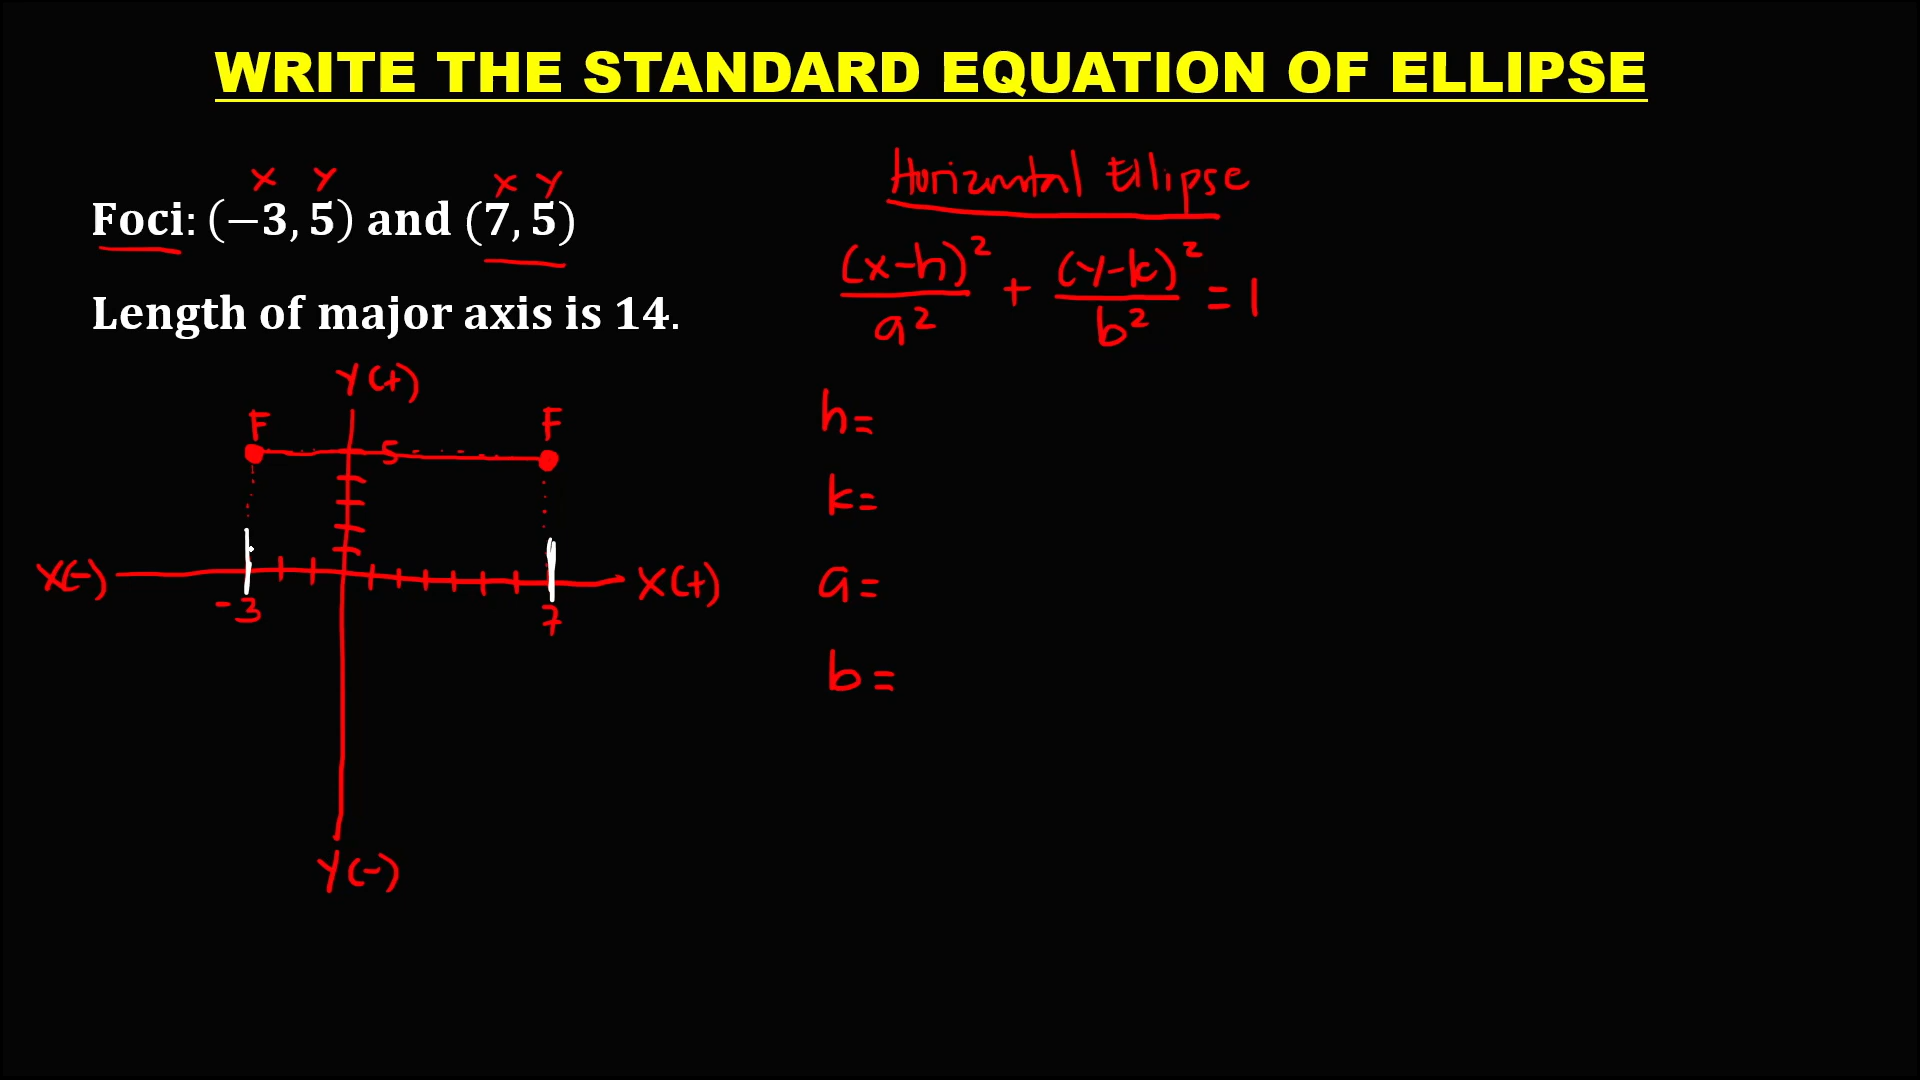 WRITE THE STANDARD EQUATION OF ELLIPSE
X Y X Y
Foci: (−3, 5) and (7, 5)
Length of major axis is 14.
Horizontal Ellipse
(x-h)² / a² + (y-k)² / b² = 1
Y(+)
F F
5
X(-) X(+)
-3 7
Y(-)
h=
k=
a=
b=